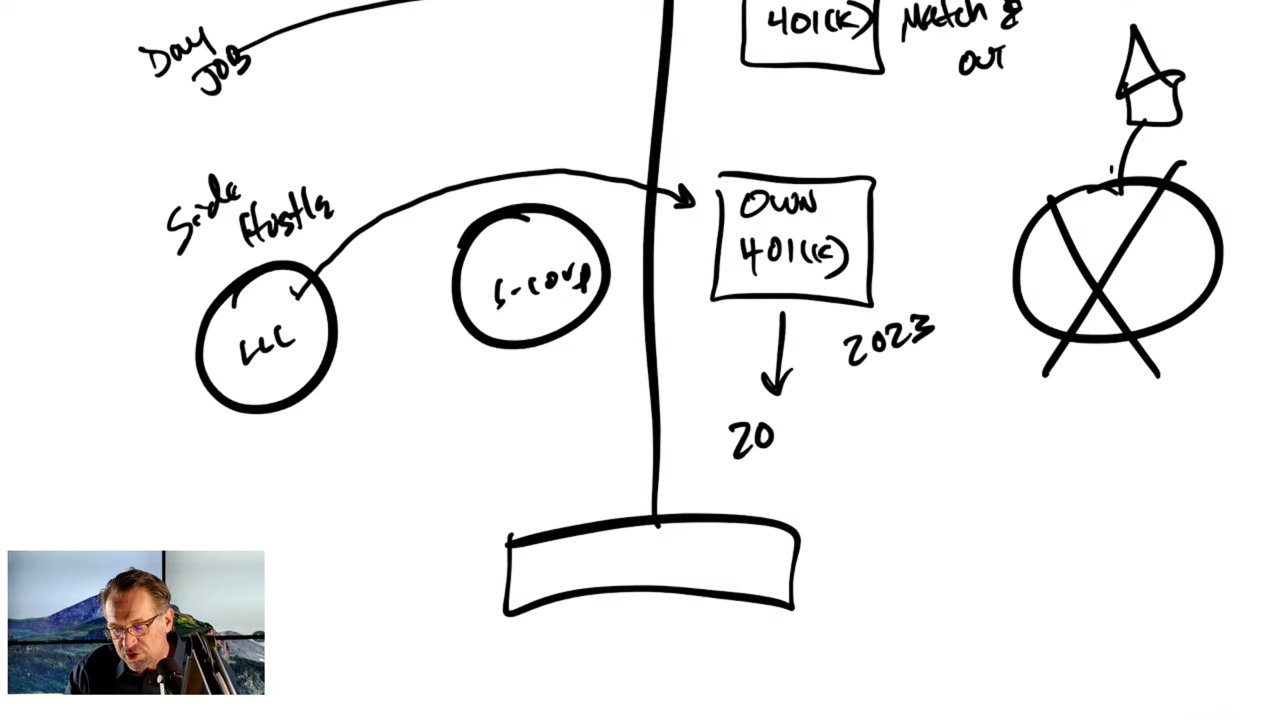 401(K)
Match &
out
Day
JOB
Side
Hustle
OWN
401(K)
S-corp
LLC
2023
20